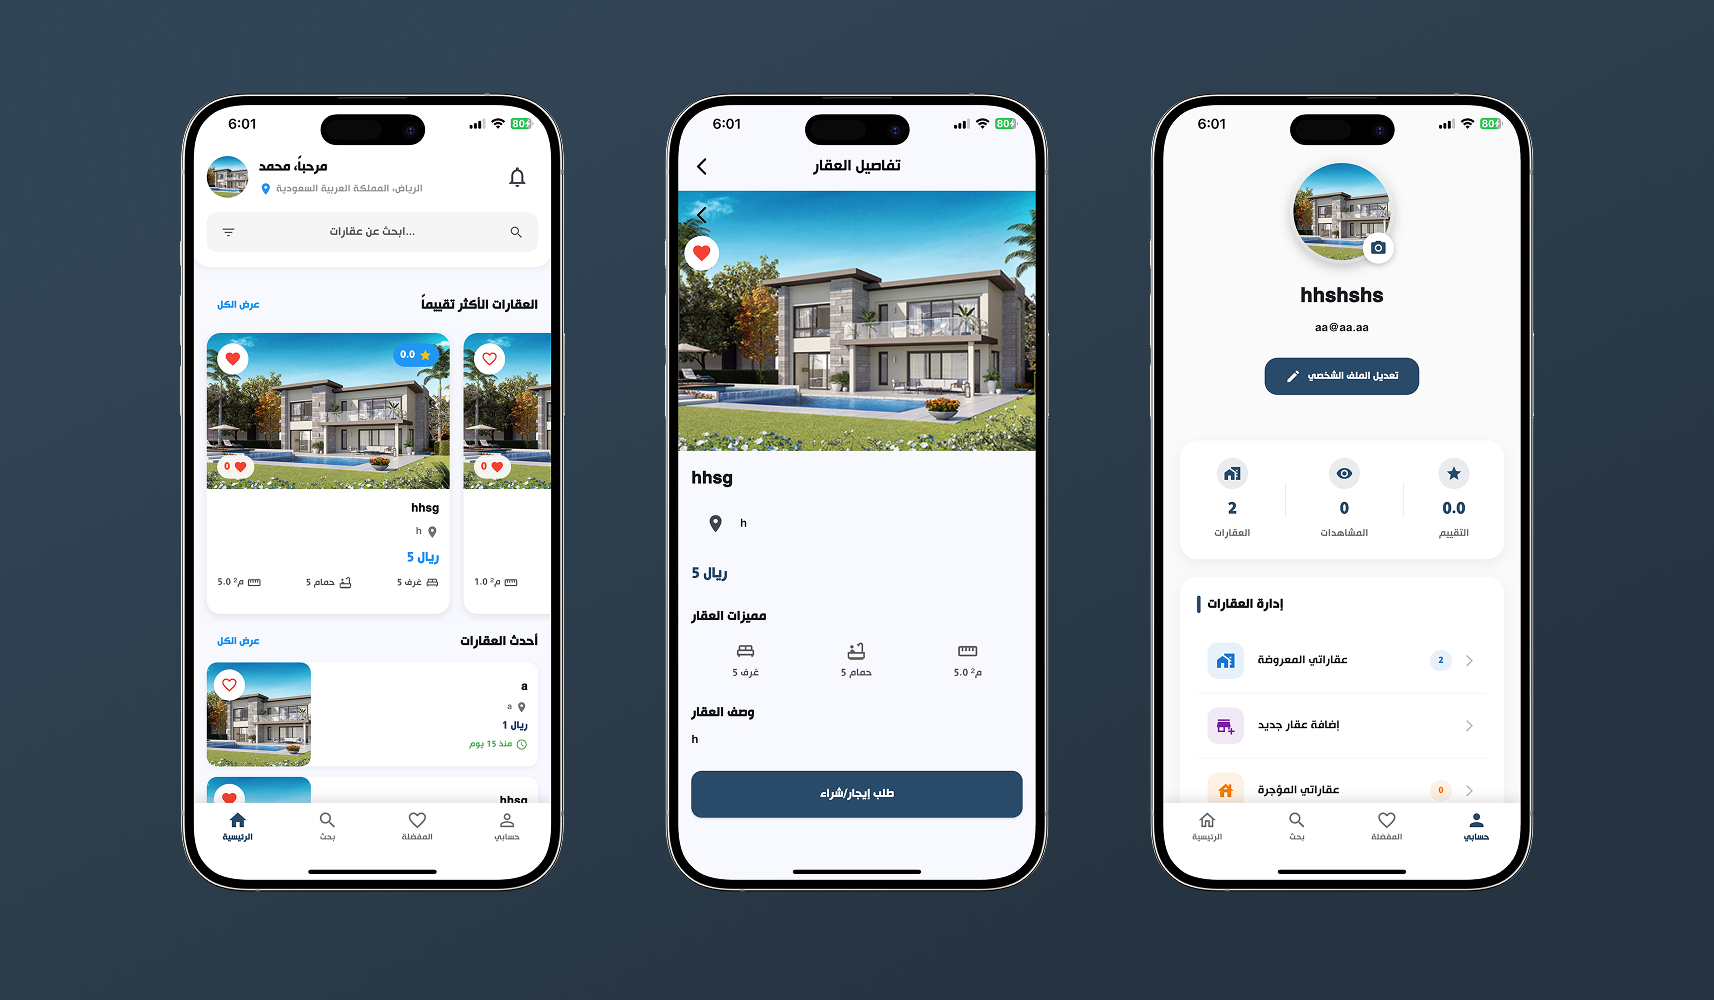 6:01
80
مرحباً، محمد
الرياض، المملكة العربية السعودية
ابحث عن عقارات...
العقارات الأكثر تقييماً
عرض الكل
0.0
0
0
hhsg
h
ريال 5
غرف 5
حمام 5
م² 5.0
م² 1.0
أحدث العقارات
عرض الكل
a
a
ريال 1
منذ 15 يوم
hhsg
الرئيسية
بحث
المفضلة
حسابي
6:01
80
تفاصيل العقار
hhsg
h
ريال 5
مميزات العقار
غرف 5
حمام 5
م² 5.0
وصف العقار
h
طلب إيجار/شراء
6:01
80
hhshshs
aa@aa.aa
تعديل الملف الشخصي
2
العقارات
0
المشاهدات
0.0
التقييم
إدارة العقارات
عقاراتي المعروضة
2
إضافة عقار جديد
عقاراتي المؤجرة
0
الرئيسية
بحث
المفضلة
حسابي